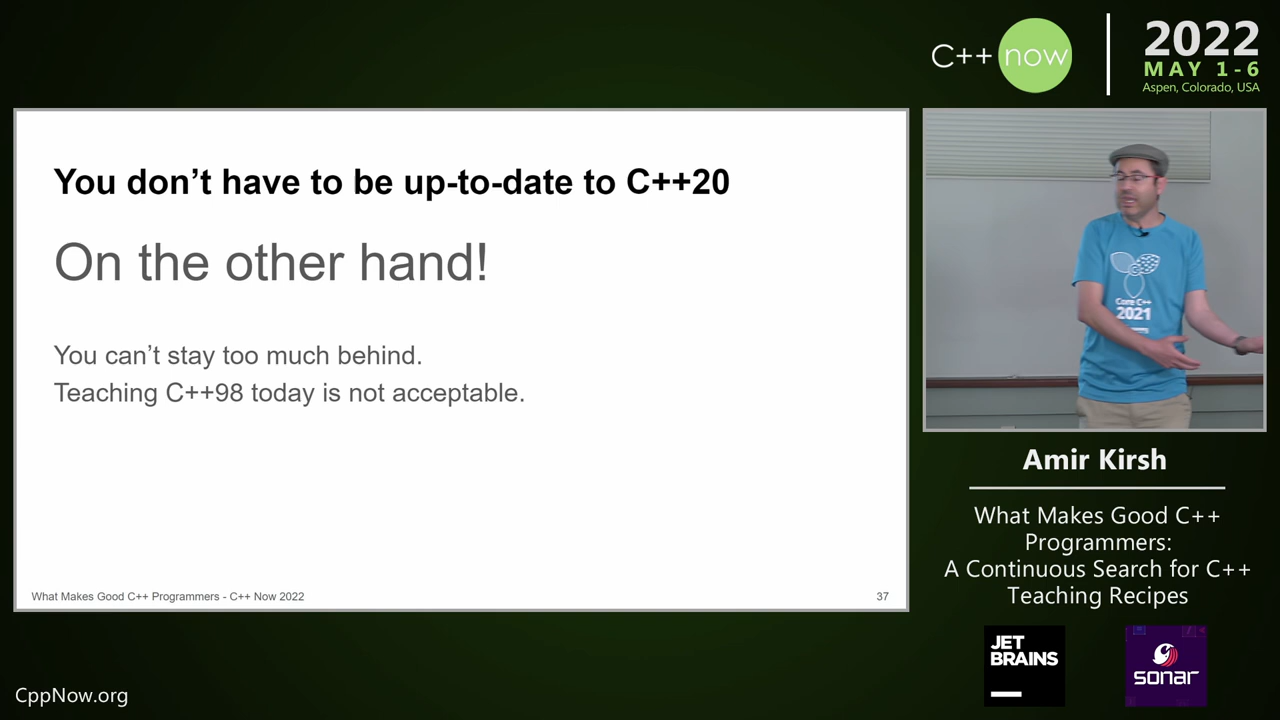 C++ now
2022
MAY 1-6
Aspen, Colorado, USA
You don't have to be up-to-date to C++20
On the other hand!
You can't stay too much behind.
Teaching C++98 today is not acceptable.
What Makes Good C++ Programmers - C++ Now 2022
37
Core C++
2021
Amir Kirsh
What Makes Good C++
Programmers:
A Continuous Search for C++
Teaching Recipes
JET
BRAINS
sonar
CppNow.org